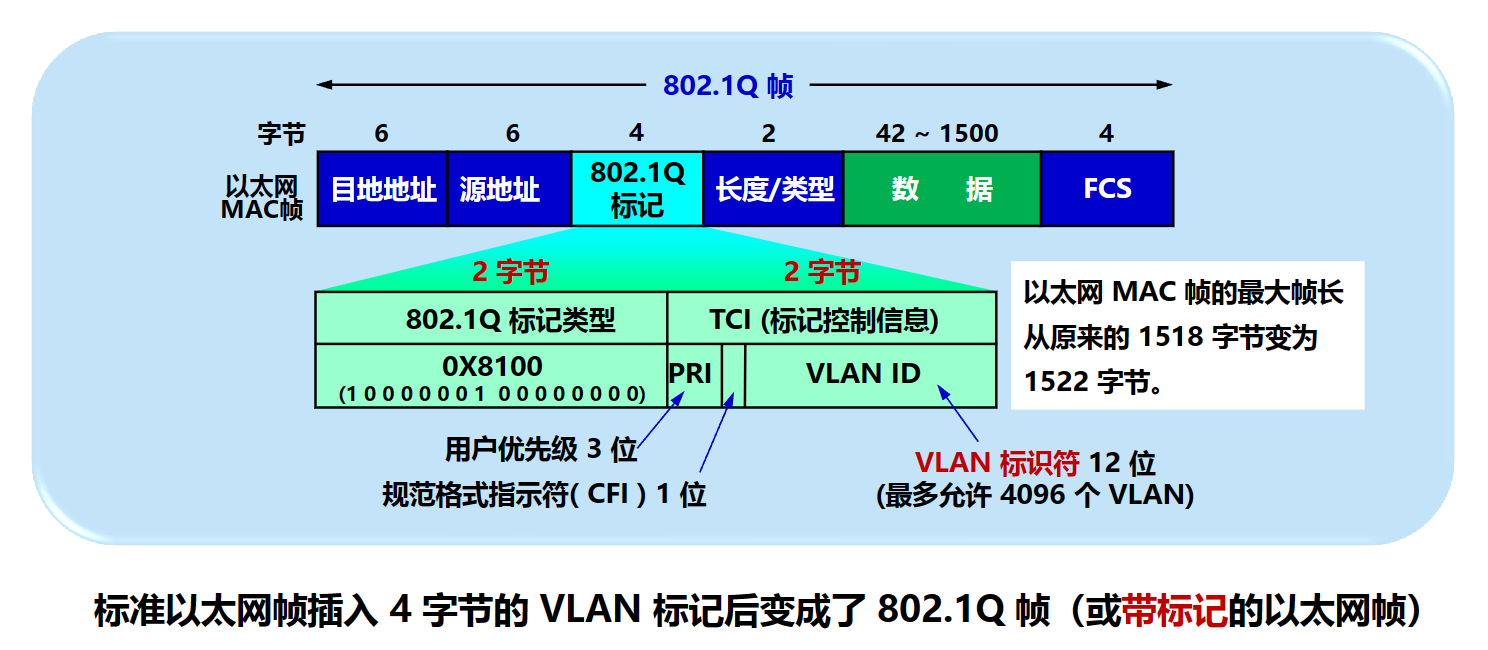 802.1Q 帧
字节 6 6 4 2 42 ~ 1500 4
以太网
MAC帧
目地地址 源地址 802.1Q 标记 长度/类型 数 据 FCS
2 字节 2 字节
802.1Q 标记类型 TCI (标记控制信息)
0X8100 PRI VLAN ID
(1 0 0 0 0 0 0 1 0 0 0 0 0 0 0 0)
以太网 MAC 帧的最大帧长
从原来的 1518 字节变为
1522 字节。
用户优先级 3 位
规范格式指示符( CFI ) 1 位
VLAN 标识符 12 位
(最多允许 4096 个 VLAN)
标准以太网帧插入 4 字节的 VLAN 标记后变成了 802.1Q 帧（或带标记的以太网帧）